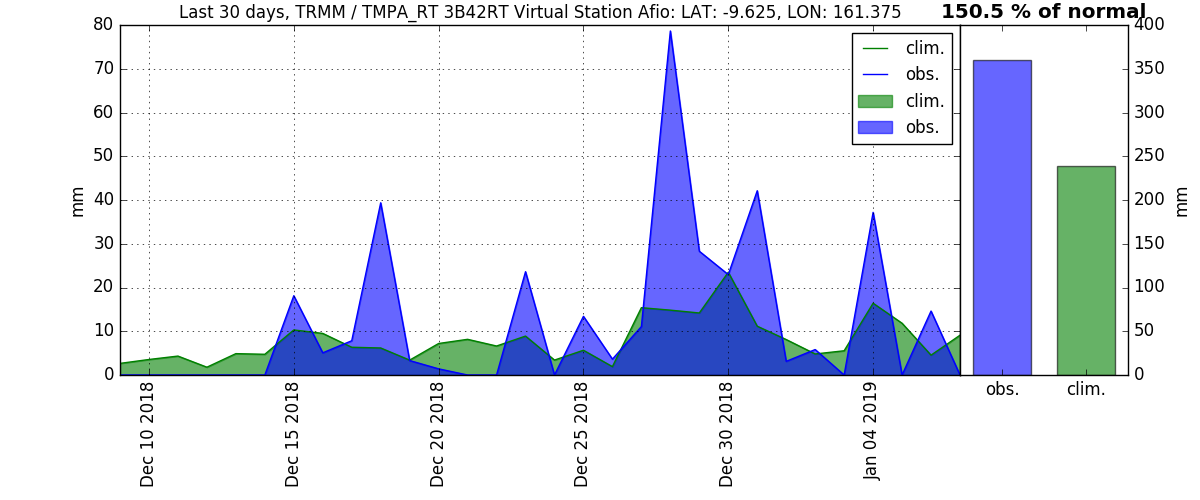 Last 30 days, TRMM / TMPA_RT 3B42RT Virtual Station Afio: LAT: -9.625, LON: 161.375
150.5 % of normal
80
70
60
50
40
30
20
10
0
mm
clim.
obs.
clim.
obs.
Dec 10 2018
Dec 15 2018
Dec 20 2018
Dec 25 2018
Dec 30 2018
Jan 04 2019
400
350
300
250
200
150
100
50
0
mm
obs.
clim.